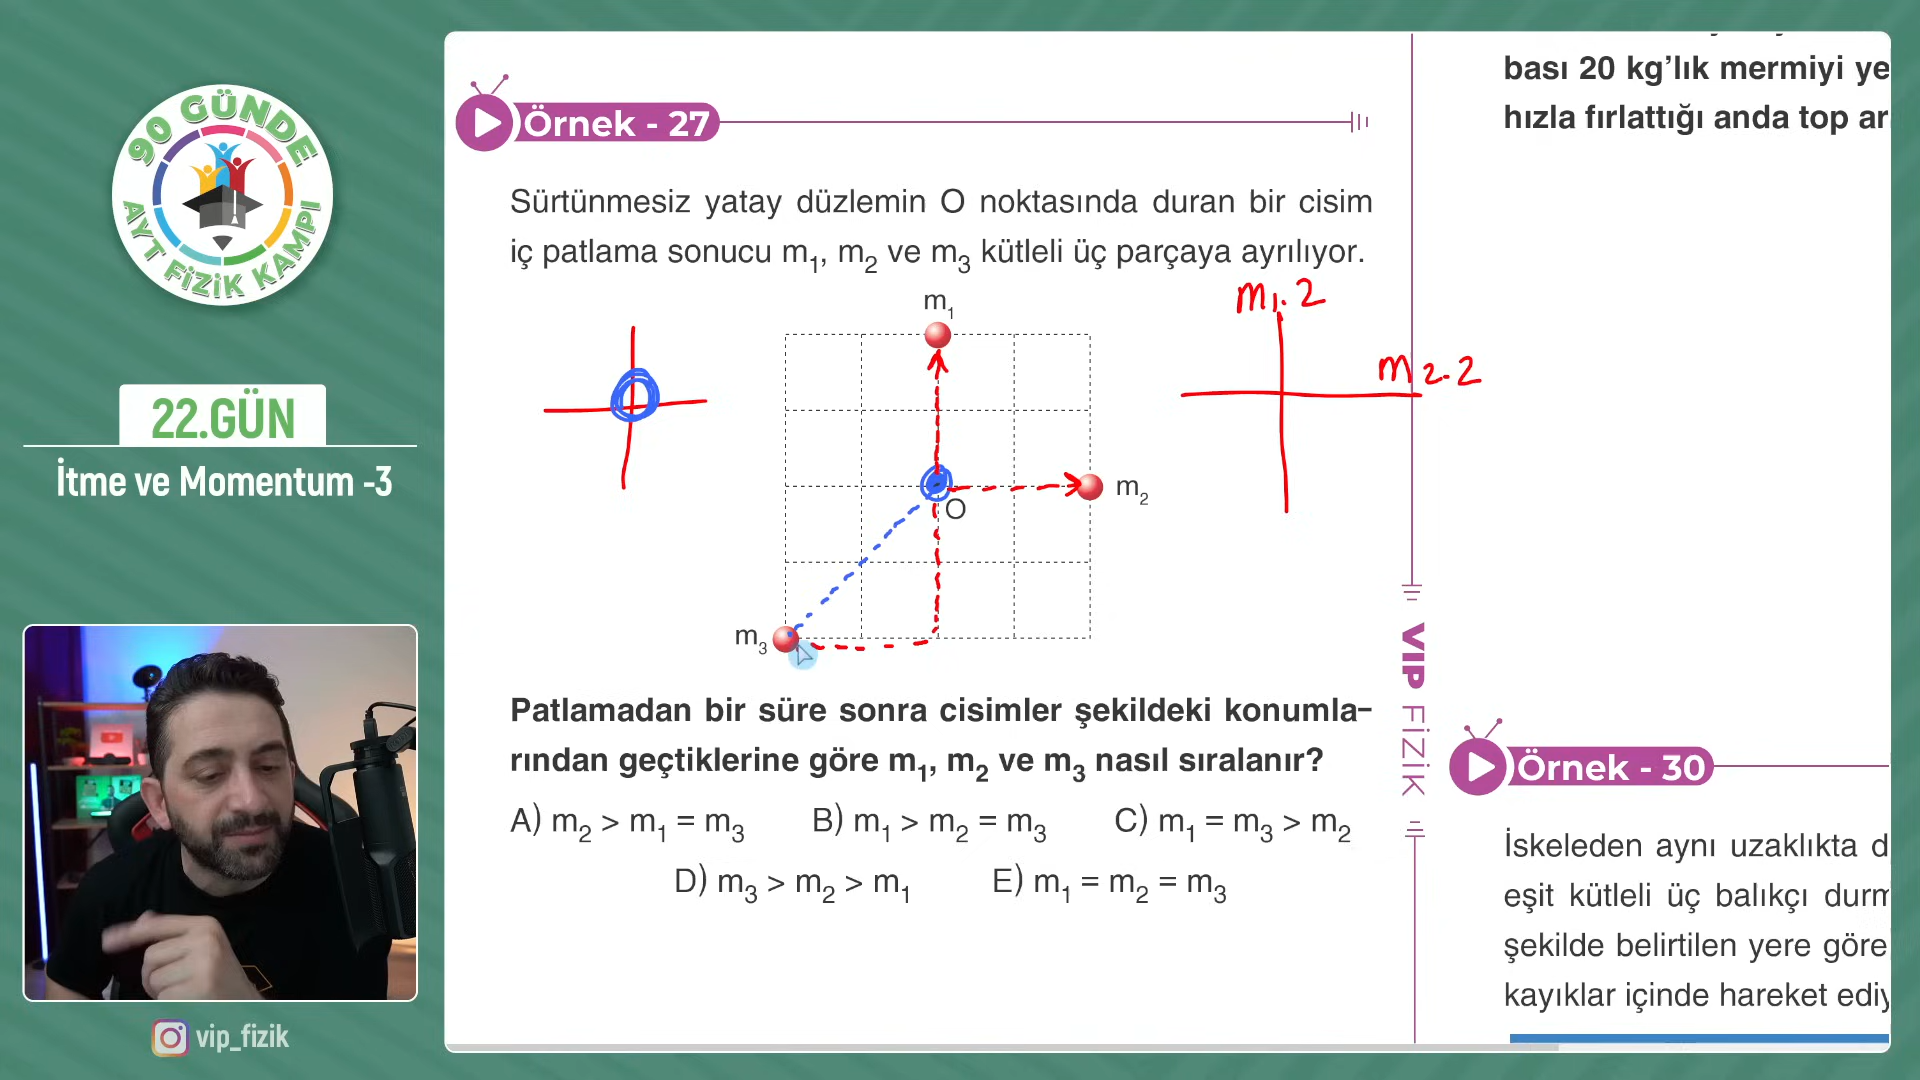 90 GÜNDE
AYT FİZİK KAMPI
22.GÜN
İtme ve Momentum -3
vip_fizik
Örnek - 27
Sürtünmesiz yatay düzlemin O noktasında duran bir cisim
iç patlama sonucu m1, m2 ve m3 kütleli üç parçaya ayrılıyor.
m1
m1.2
m2.2
m2
O
m3
Patlamadan bir süre sonra cisimler şekildeki konumla-
rından geçtiklerine göre m1, m2 ve m3 nasıl sıralanır?
A) m2 > m1 = m3 B) m1 > m2 = m3 C) m1 = m3 > m2
D) m3 > m2 > m1 E) m1 = m2 = m3
VIP FİZİK
bası 20 kg'lık mermiyi ye
hızla fırlattığı anda top ar
Örnek - 30
İskeleden aynı uzaklıkta d
eşit kütleli üç balıkçı durm
şekilde belirtilen yere göre
kayıklar içinde hareket ediy